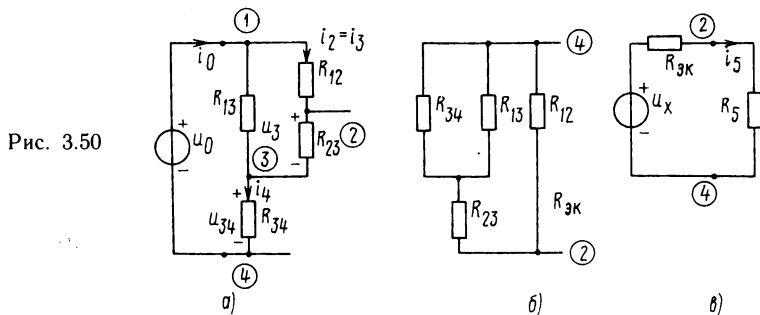 Рис. 3.50
1
i0
i2=i3
R12
R13
u3
R23
2
u0
3
i4
u34
R34
4
+
-
+
-
+
-
а)
4
R34
R13
R12
R23
Rэк
2
б)
Rэк
2
i5
+
ux
-
R5
4
в)